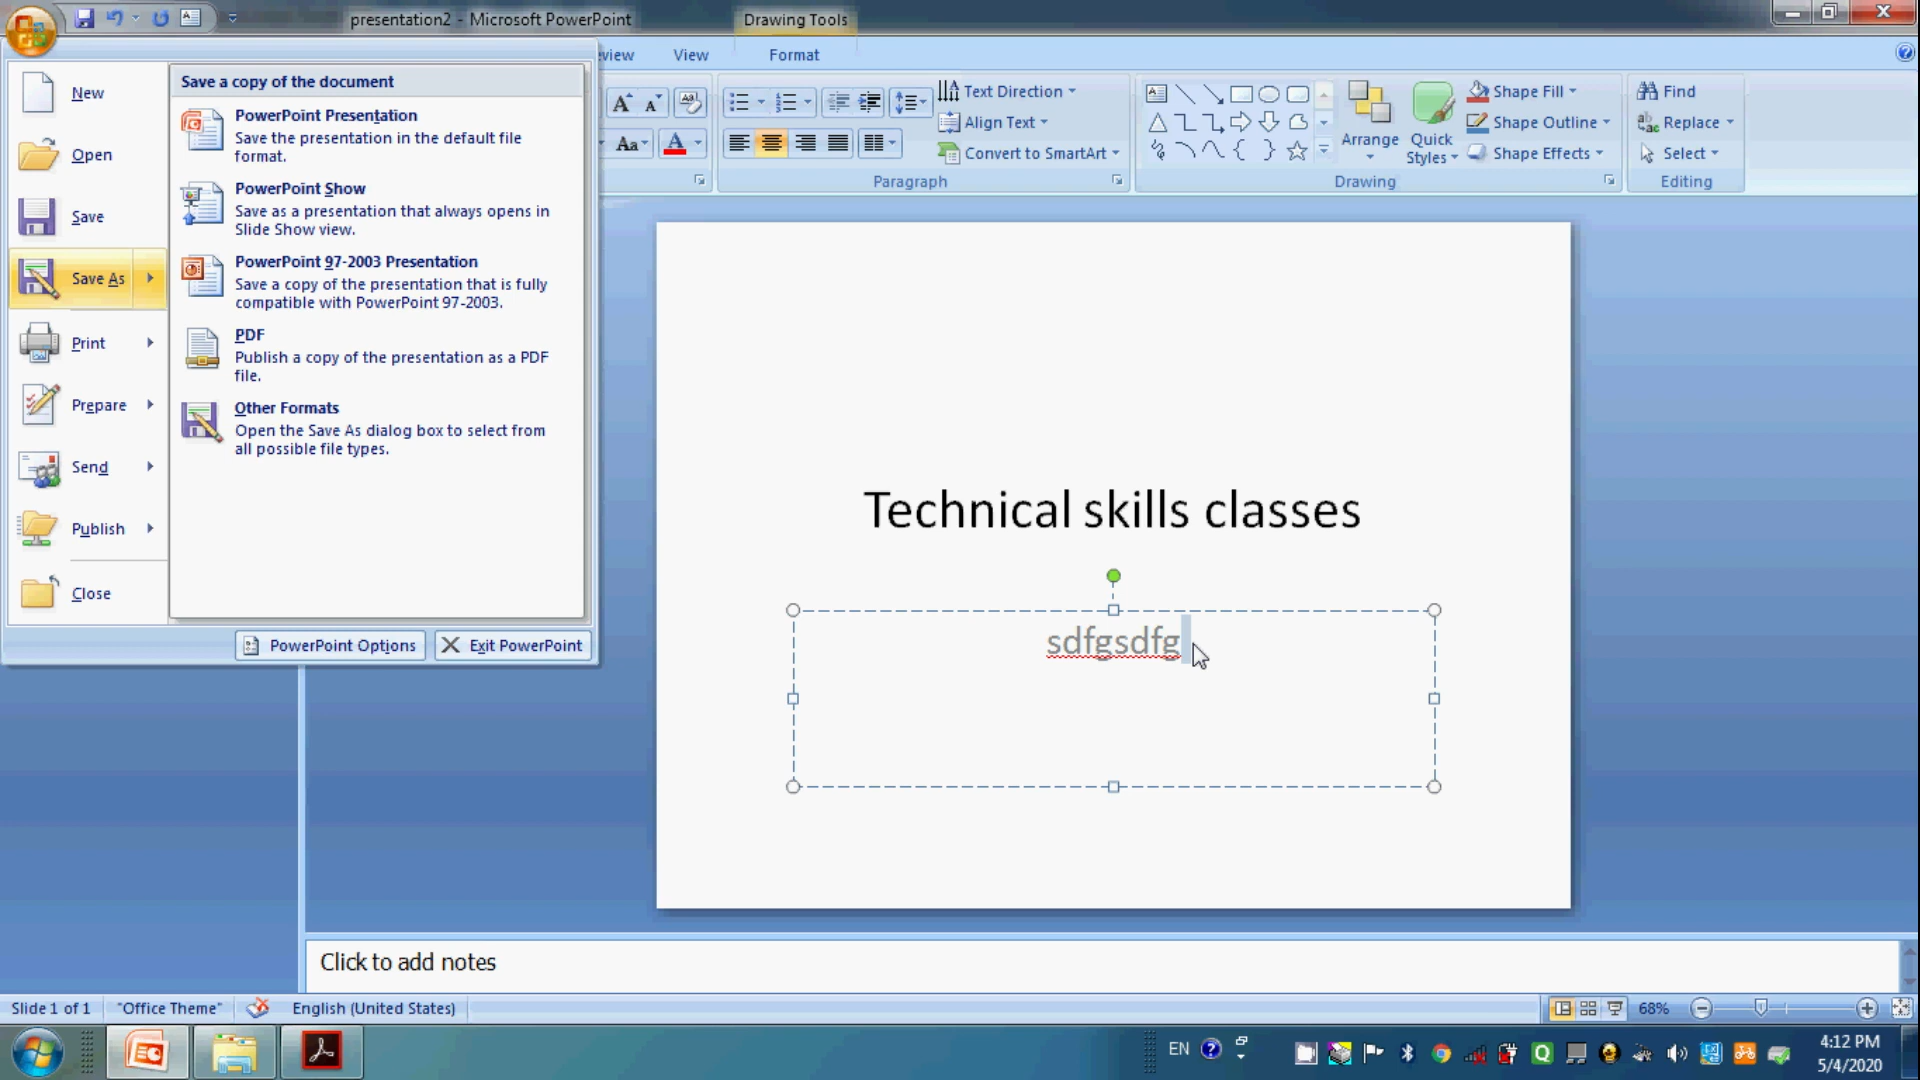 presentation2 - Microsoft PowerPoint
Drawing Tools
View
Format
New
Open
Save
Save As
Print
Prepare
Send
Publish
Close
Save a copy of the document
PowerPoint Presentation
Save the presentation in the default file
format.
PowerPoint Show
Save as a presentation that always opens in
Slide Show view.
PowerPoint 97-2003 Presentation
Save a copy of the presentation that is fully
compatible with PowerPoint 97-2003.
PDF
Publish a copy of the presentation as a PDF
file.
Other Formats
Open the Save As dialog box to select from
all possible file types.
PowerPoint Options
Exit PowerPoint
Text Direction
Align Text
Convert to SmartArt
Paragraph
Arrange
Quick
Styles
Shape Fill
Shape Outline
Shape Effects
Drawing
Find
Replace
Select
Editing
Technical skills classes
sdfgsdfg
Click to add notes
Slide 1 of 1
"Office Theme"
English (United States)
68%
EN
4:12 PM
5/4/2020